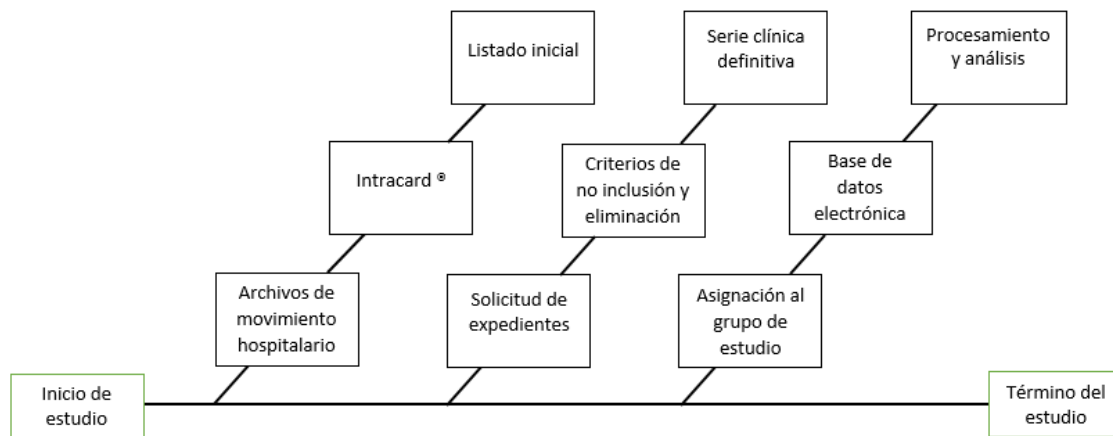 Listado inicial
Serie clínica
definitiva
Procesamiento
y análisis
Intracard ®
Criterios de
no inclusión y
eliminación
Base de
datos
electrónica
Archivos de
movimiento
hospitalario
Solicitud de
expedientes
Asignación al
grupo de
estudio
Inicio de
estudio
Término del
estudio